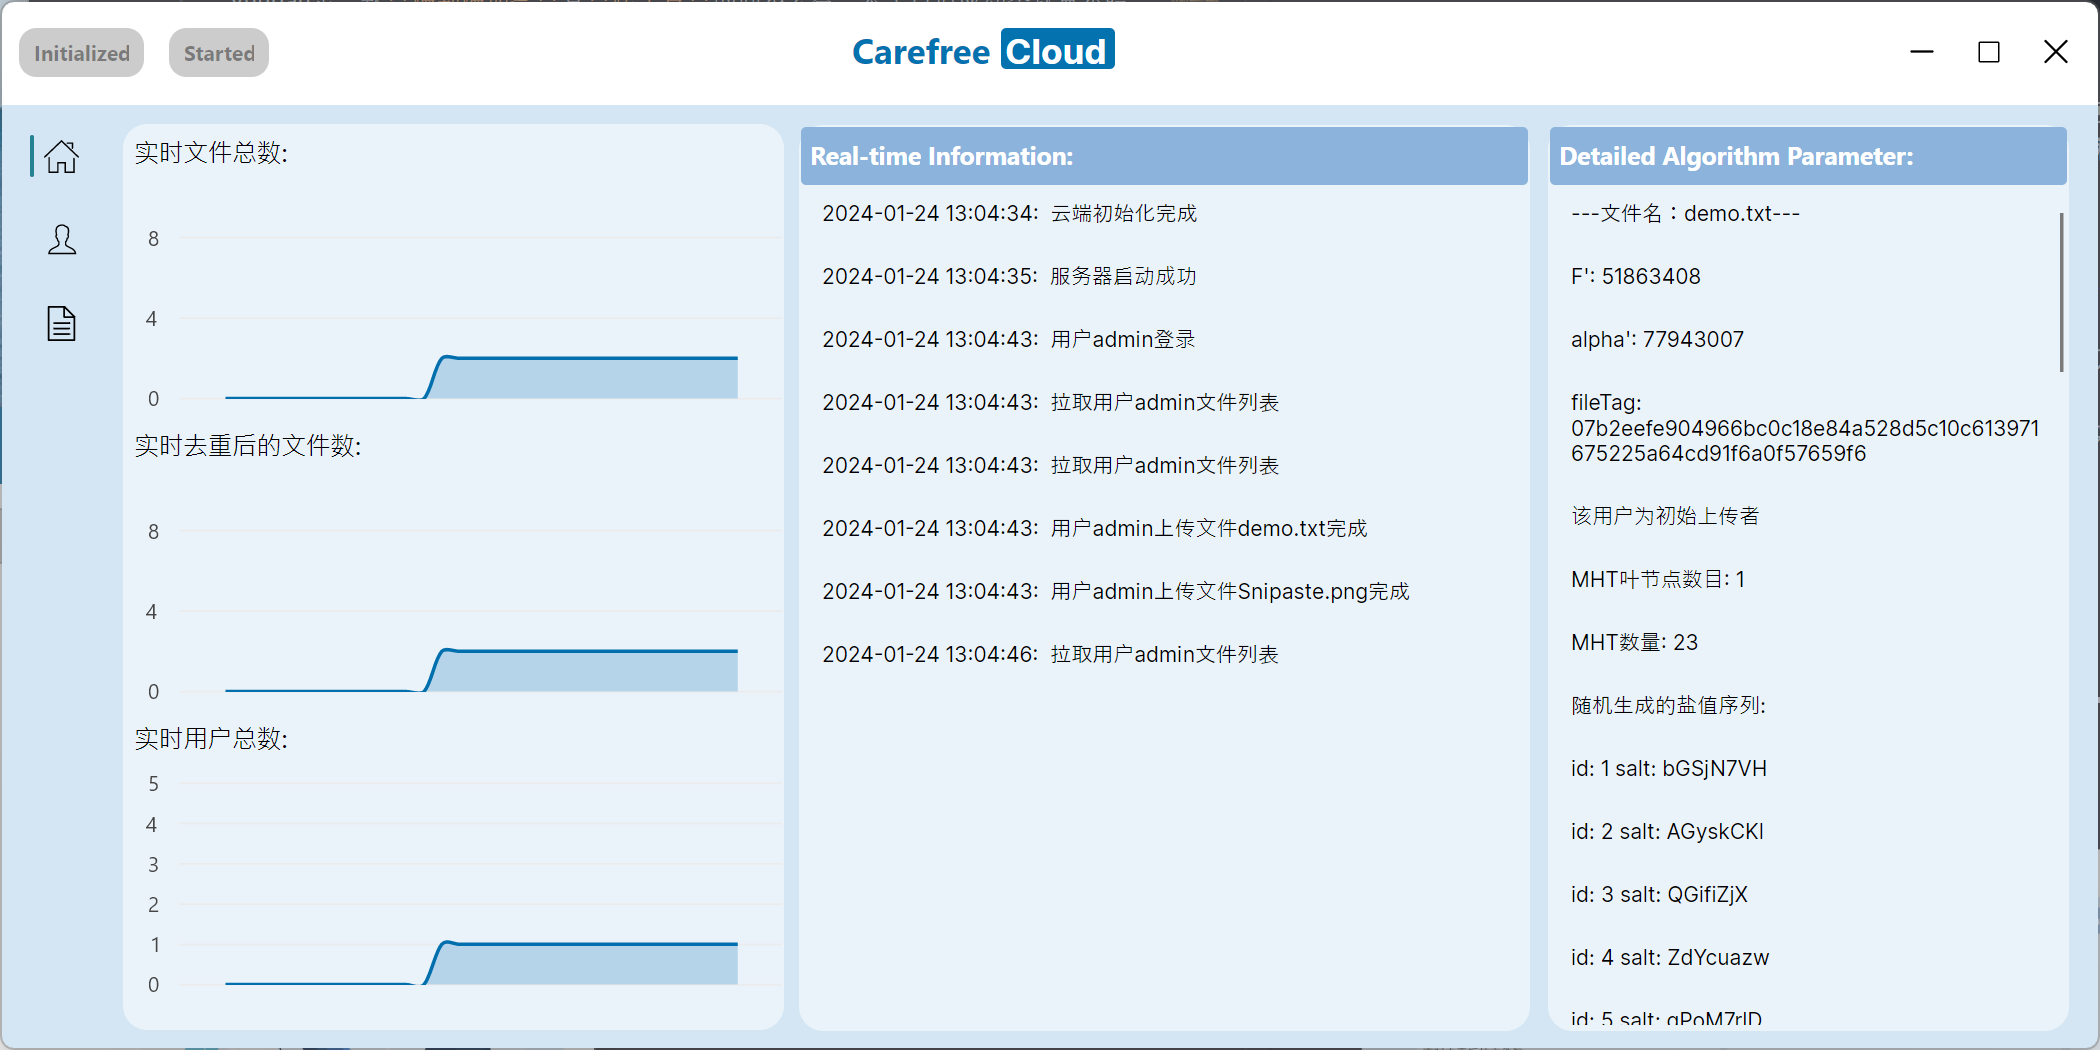 Initialized
Started
Carefree Cloud
实时文件总数:
8
4
0
实时去重后的文件数:
8
4
0
实时用户总数:
5
4
3
2
1
0
Real-time Information:
2024-01-24 13:04:34: 云端初始化完成
2024-01-24 13:04:35: 服务器启动成功
2024-01-24 13:04:43: 用户admin登录
2024-01-24 13:04:43: 拉取用户admin文件列表
2024-01-24 13:04:43: 拉取用户admin文件列表
2024-01-24 13:04:43: 用户admin上传文件demo.txt完成
2024-01-24 13:04:43: 用户admin上传文件Snipaste.png完成
2024-01-24 13:04:46: 拉取用户admin文件列表
Detailed Algorithm Parameter:
---文件名：demo.txt---
F': 51863408
alpha': 77943007
fileTag:
07b2eefe904966bc0c18e84a528d5c10c613971
675225a64cd91f6a0f57659f6
该用户为初始上传者
MHT叶节点数目: 1
MHT数量: 23
随机生成的盐值序列:
id: 1 salt: bGSjN7VH
id: 2 salt: AGyskCKI
id: 3 salt: QGifiZjX
id: 4 salt: ZdYcuazw
id: 5 salt: